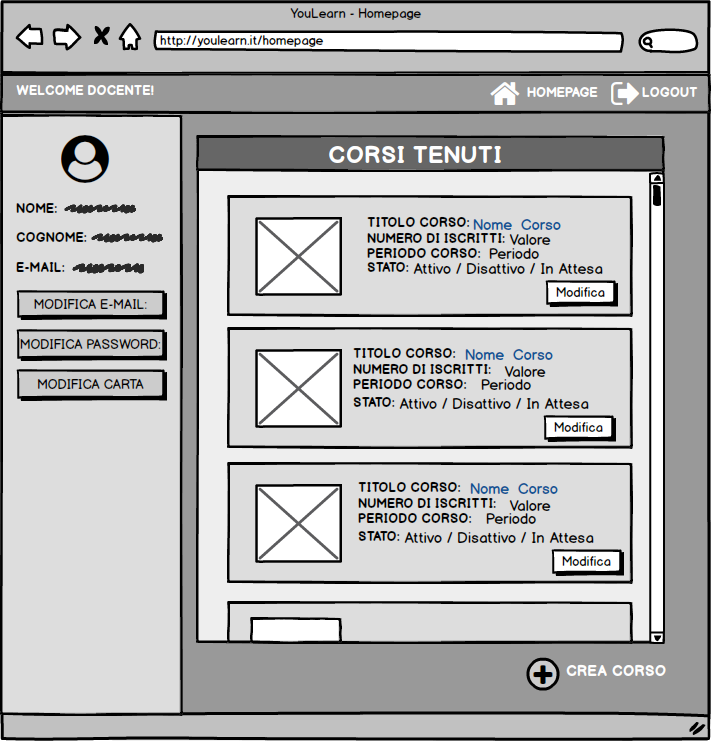 YouLearn - Homepage
http://youlearn.it/homepage
WELCOME DOCENTE!
HOMEPAGE
LOGOUT
NOME:
COGNOME:
E-MAIL:
MODIFICA E-MAIL:
MODIFICA PASSWORD:
MODIFICA CARTA
CORSI TENUTI
TITOLO CORSO: Nome Corso
NUMERO DI ISCRITTI: Valore
PERIODO CORSO: Periodo
STATO: Attivo / Disattivo / In Attesa
Modifica
TITOLO CORSO: Nome Corso
NUMERO DI ISCRITTI: Valore
PERIODO CORSO: Periodo
STATO: Attivo / Disattivo / In Attesa
Modifica
TITOLO CORSO: Nome Corso
NUMERO DI ISCRITTI: Valore
PERIODO CORSO: Periodo
STATO: Attivo / Disattivo / In Attesa
Modifica
CREA CORSO